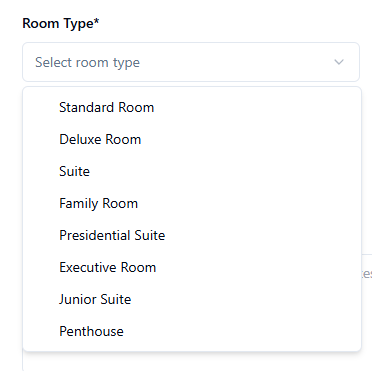 Room Type*
Select room type
Standard Room
Deluxe Room
Suite
Family Room
Presidential Suite
Executive Room
Junior Suite
Penthouse